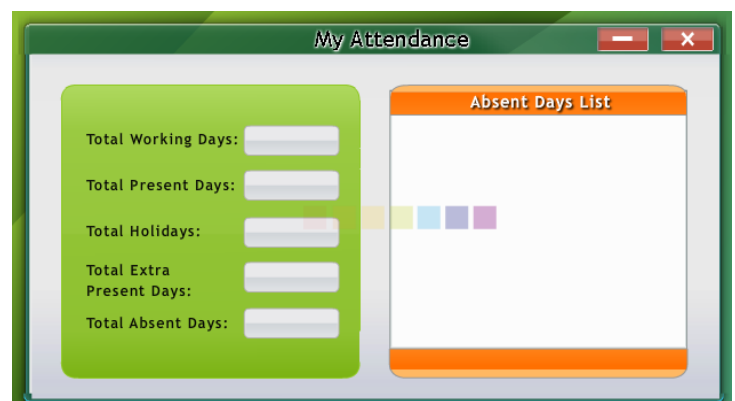 My Attendance
Absent Days List
Total Working Days:
Total Present Days:
Total Holidays:
Total Extra
Present Days:
Total Absent Days: